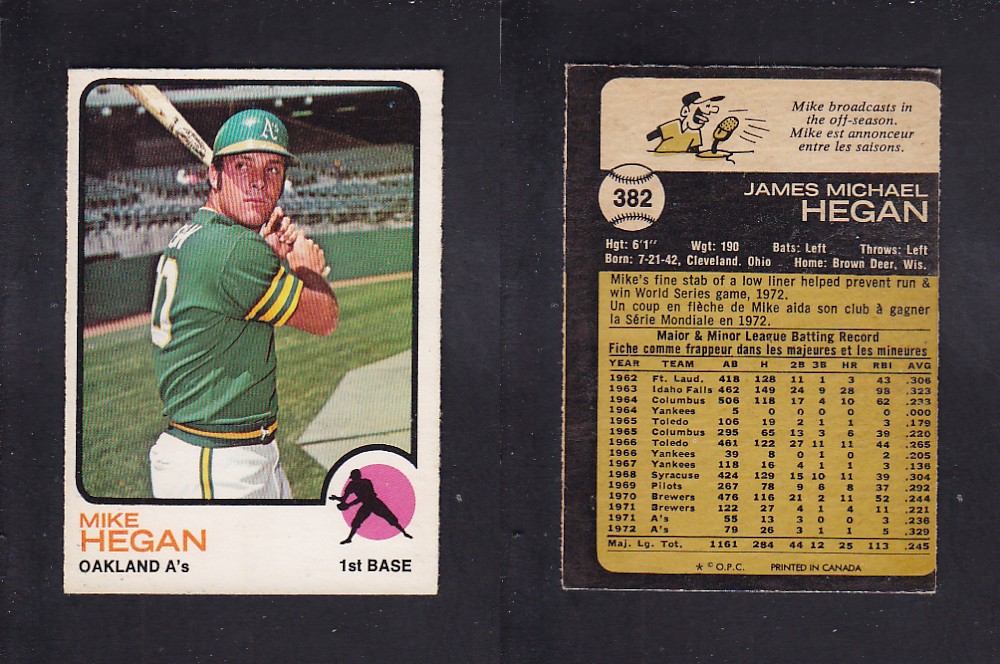 A's
MIKE
HEGAN
OAKLAND A's
1st BASE
Mike broadcasts in
the off-season.
Mike est annonceur
entre les saisons.
382
JAMES MICHAEL
HEGAN
Hgt: 6'1" Wgt: 190 Bats: Left Throws: Left
Born: 7-21-42, Cleveland, Ohio Home: Brown Deer, Wis.
Mike's fine stab of a low liner helped prevent run &
win World Series game, 1972.
Un coup en flèche de Mike aida son club à gagner
la Série Mondiale en 1972.
Major & Minor League Batting Record
Fiche comme frappeur dans les majeures et les mineures
YEAR TEAM AB H 2B 3B HR RBI AVG
1962 Ft. Laud. 418 128 11 1 3 43 .306
1963 Idaho Falls 462 149 24 9 28 98 .323
1964 Columbus 506 118 17 4 10 62 .233
1964 Yankees 5 0 0 0 0 0 .000
1965 Toledo 106 19 2 1 1 3 .179
1965 Columbus 295 65 13 3 6 39 .220
1966 Toledo 461 122 27 11 11 44 .265
1966 Yankees 39 8 0 1 0 2 .205
1967 Yankees 118 16 4 1 1 3 .136
1968 Syracuse 424 129 15 10 11 39 .304
1969 Pilots 267 78 9 6 8 37 .292
1970 Brewers 476 116 21 2 11 52 .244
1971 Brewers 122 27 4 1 4 11 .221
1971 A's 55 13 3 0 0 3 .236
1972 A's 79 26 3 1 1 5 .329
Maj. Lg. Tot. 1161 284 44 12 25 113 .245
* © O.P.C. PRINTED IN CANADA